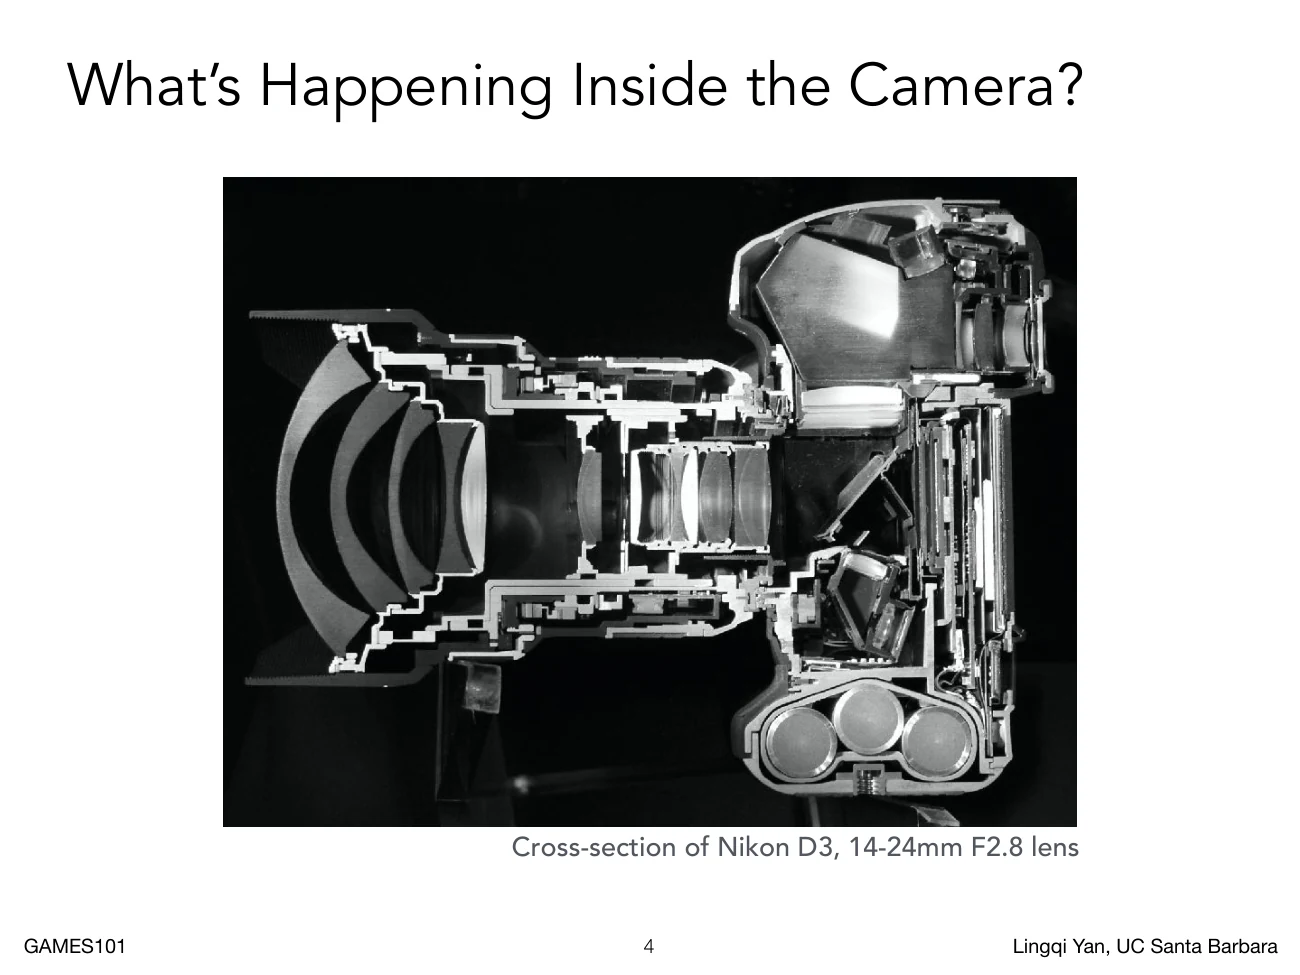 What's Happening Inside the Camera?
Cross-section of Nikon D3, 14-24mm F2.8 lens
GAMES101
4
Lingqi Yan, UC Santa Barbara